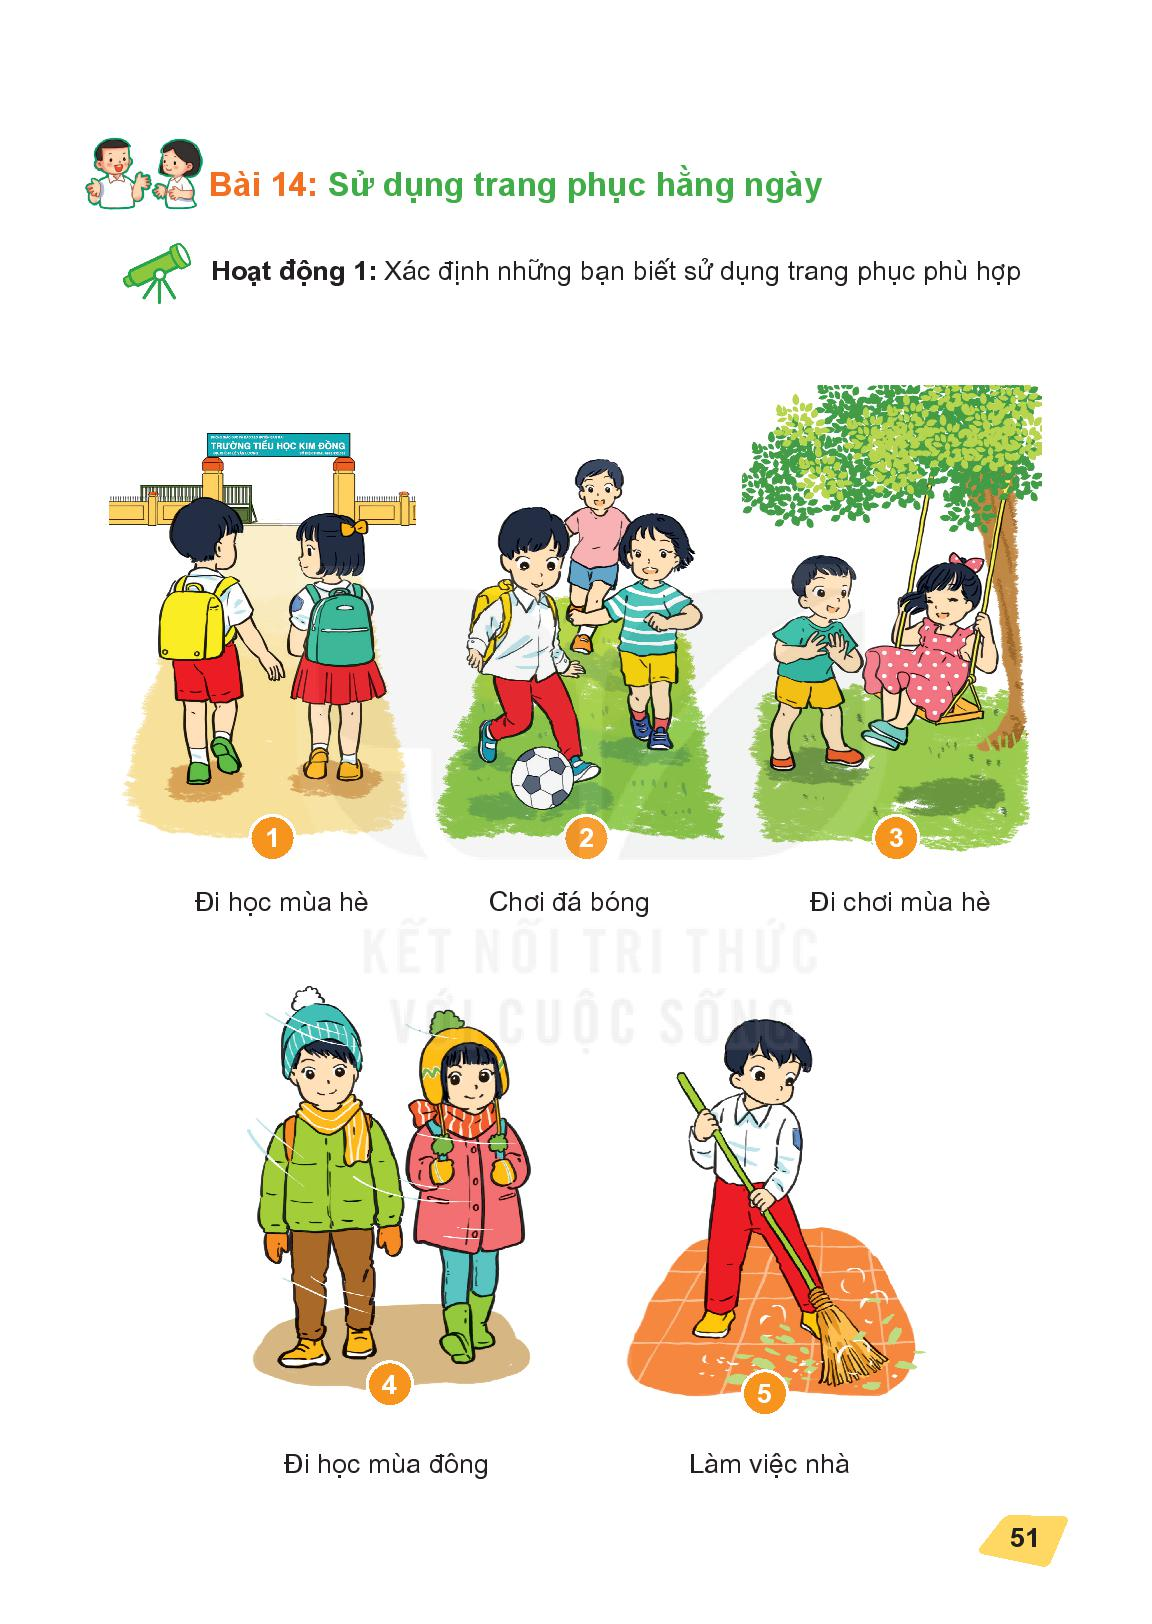 Bài 14: Sử dụng trang phục hằng ngày
Hoạt động 1: Xác định những bạn biết sử dụng trang phục phù hợp
TRƯỜNG TIỂU HỌC KIM ĐỒNG
1
2
3
Đi học mùa hè
Chơi đá bóng
Đi chơi mùa hè
KẾT NỐI TRI THỨC
VỚI CUỘC SỐNG
4
5
Đi học mùa đông
Làm việc nhà
51